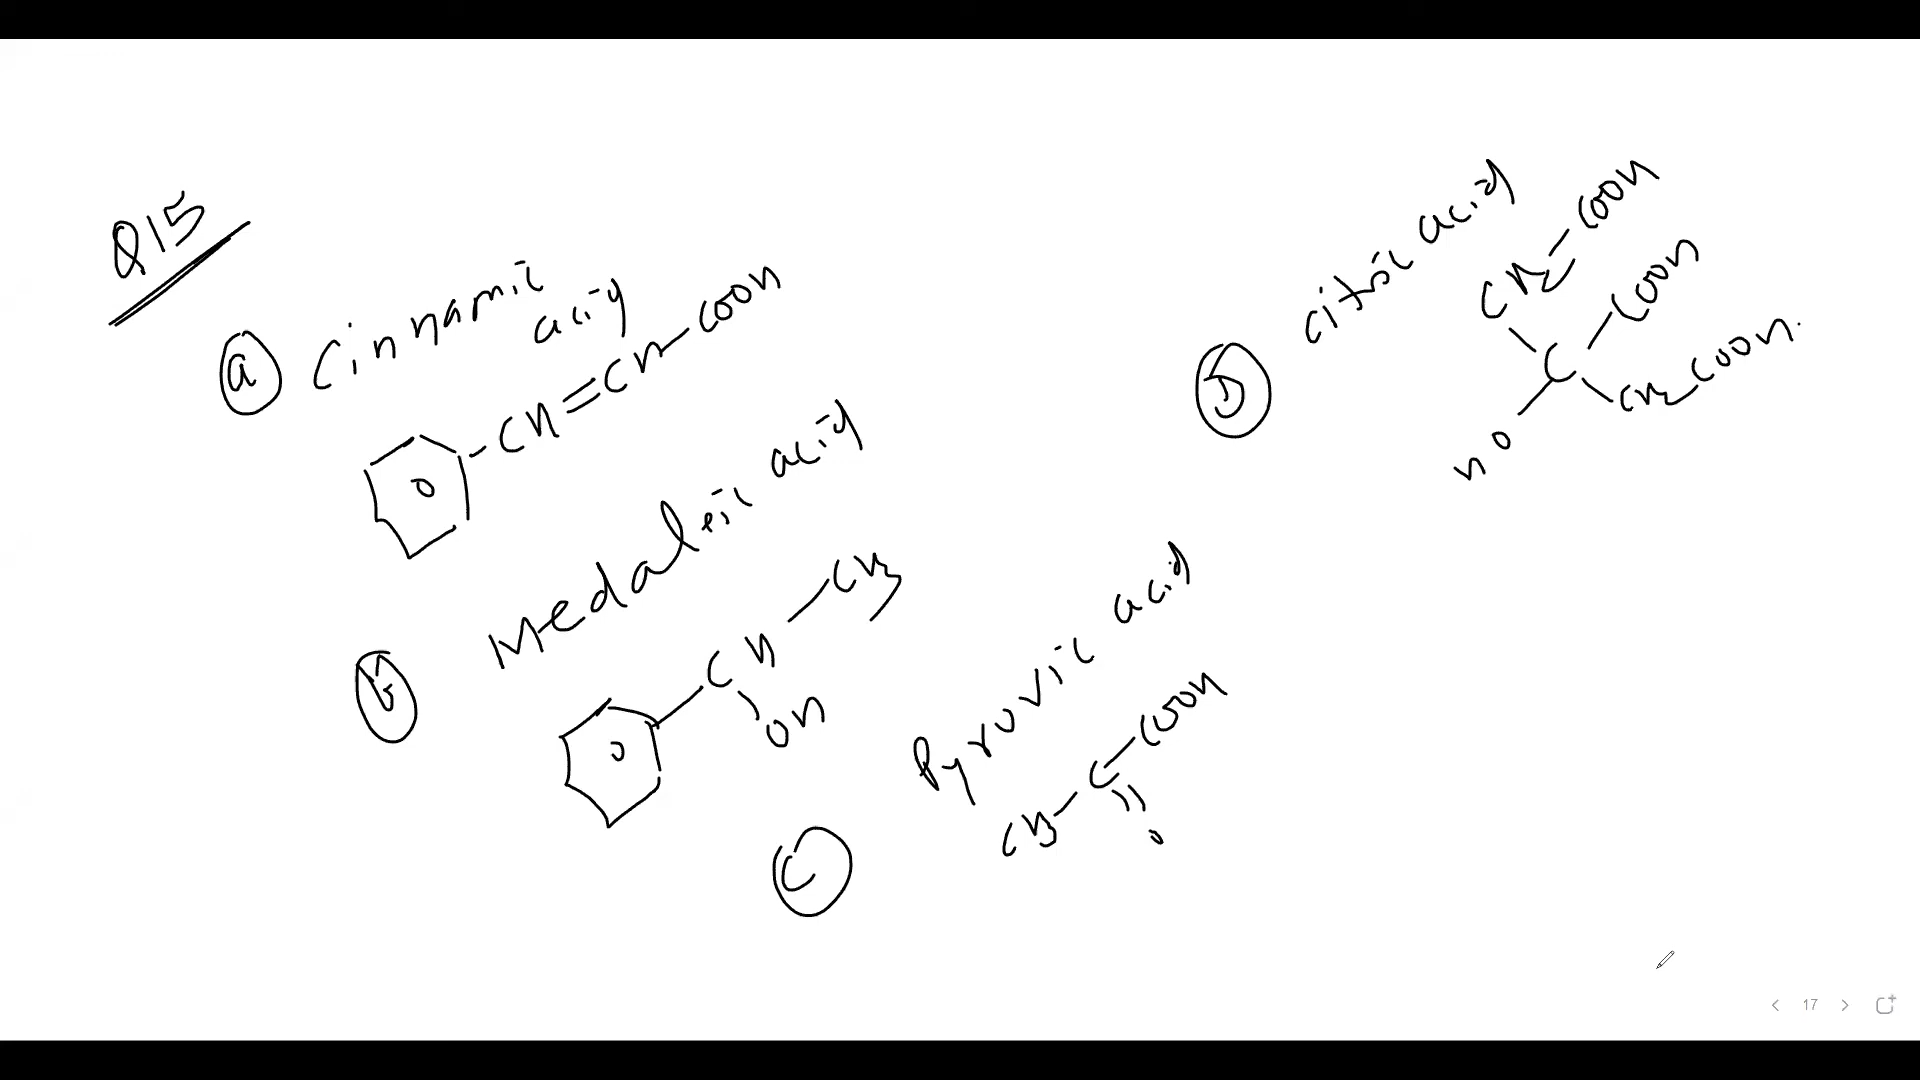 Q15
(a) Cinnamic acid
CH=CH-COOH
(b) Medaleic acid
CH-CH3
OH
(C) Pyruvic acid
CH3-C-COOH
O
(D) citric acid
CH2-COOH
C-COOH
HO
CH2-COOH.
17